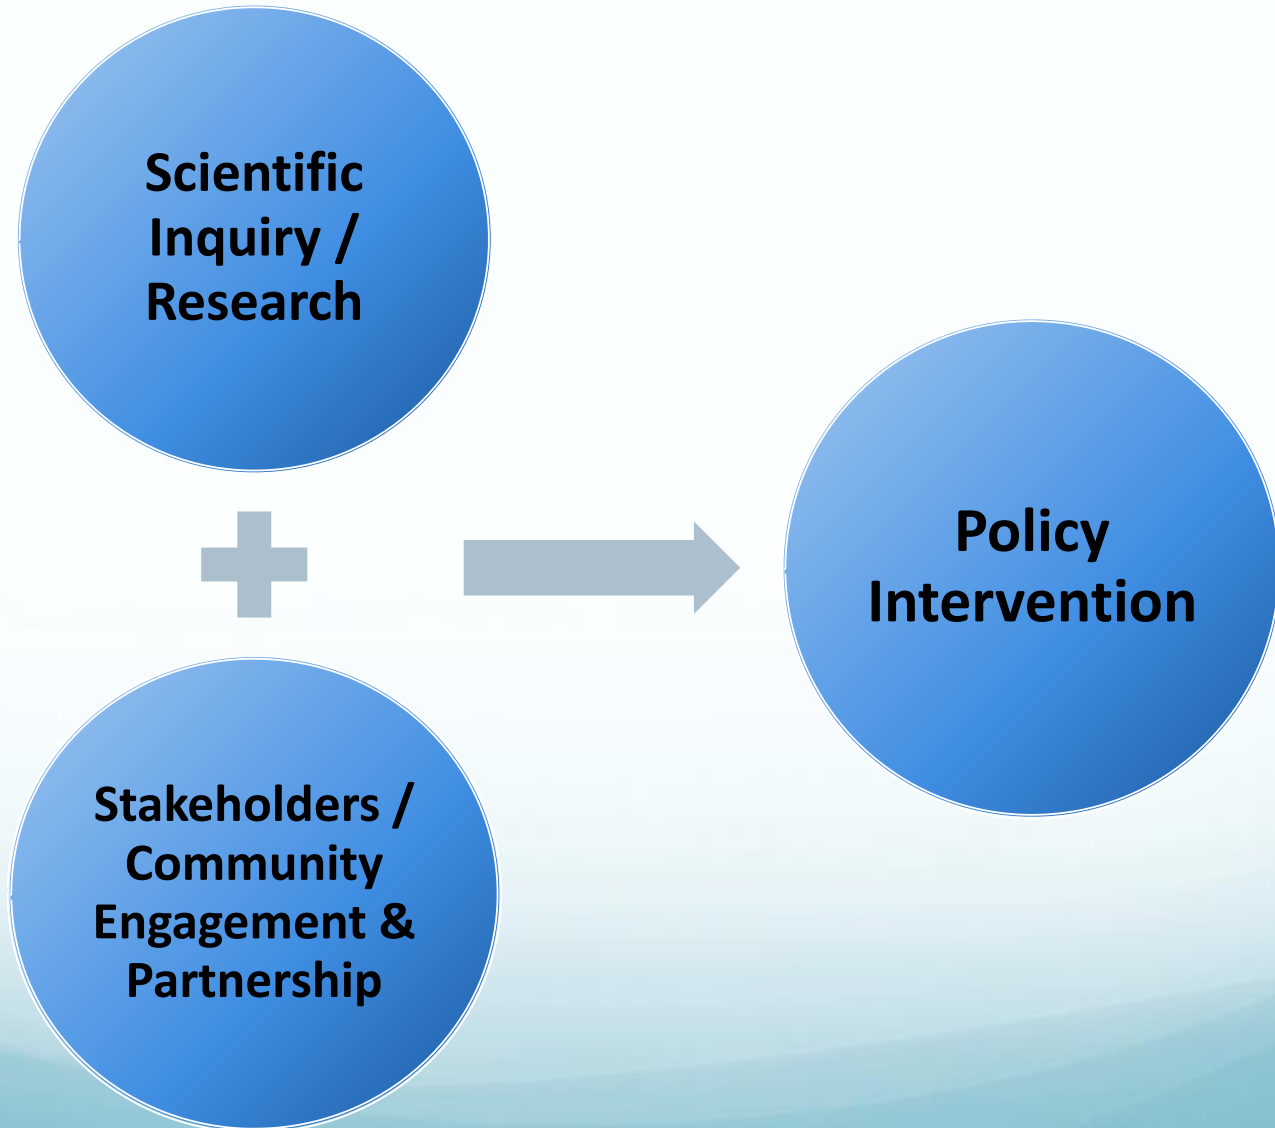 Scientific
Inquiry /
Research
Policy
Intervention
Stakeholders /
Community
Engagement &
Partnership